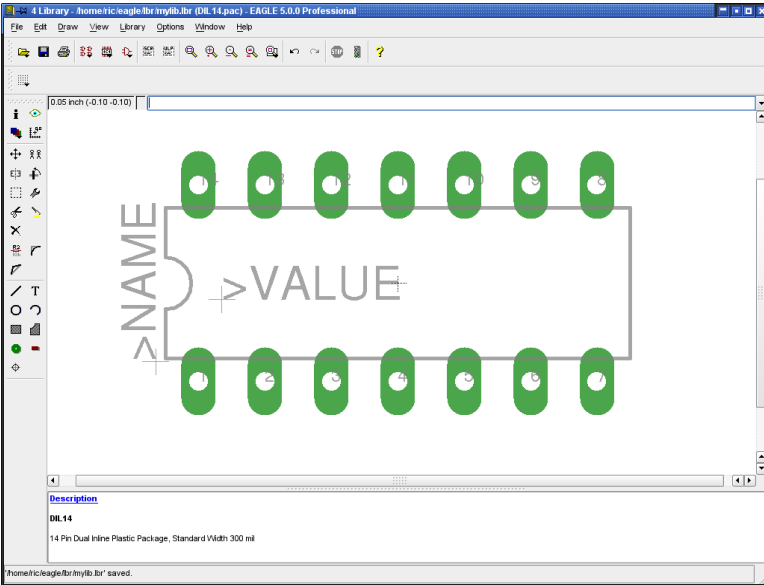 4 Library - /home/ric/eagle/lbr/mylib.lbr (DIL14.pac) - EAGLE 5.0.0 Professional
File Edit Draw View Library Options Window Help
SCR ULP
STOP
0.05 inch (-0.10 -0.10)
14 13 12 11 10 9 8
>NAME
>VALUE
1 2 3 4 5 6 7
Description
DIL14
14 Pin Dual Inline Plastic Package, Standard Width 300 mil
'/home/ric/eagle/lbr/mylib.lbr' saved.